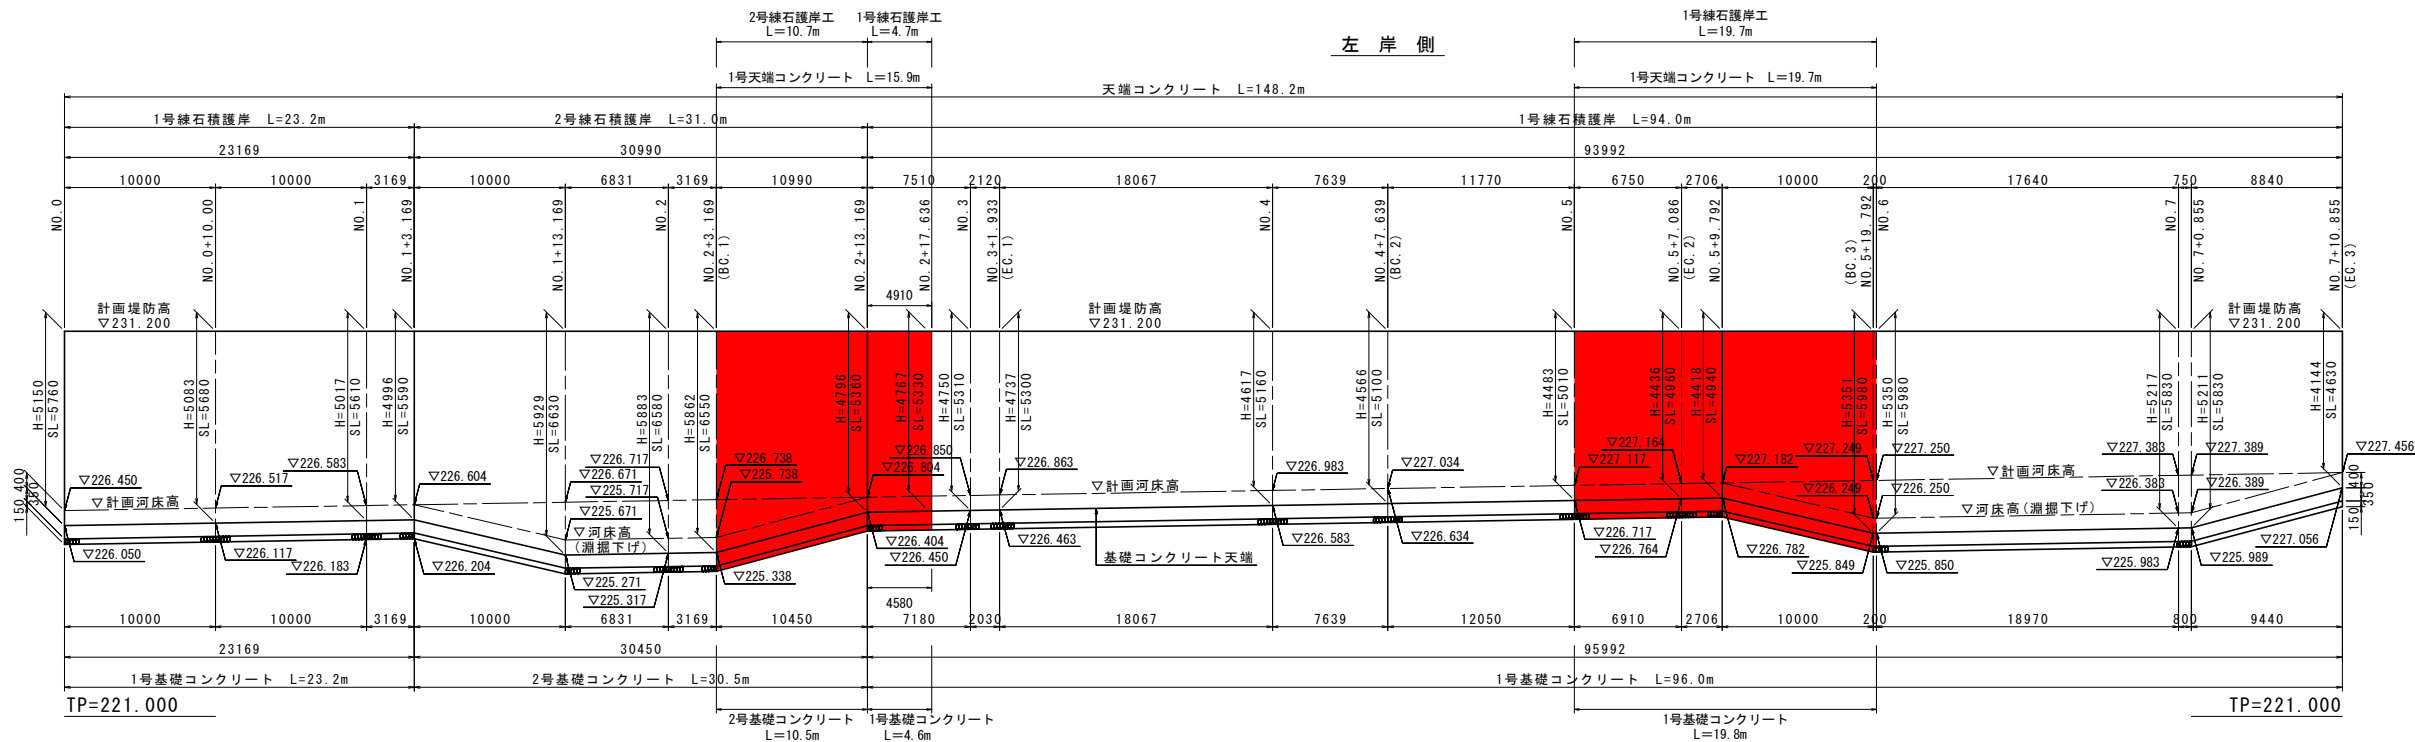 2号練石護岸工
L=10.7m
1号練石護岸工
L=4.7m
1号練石護岸工
L=19.7m
左 岸 側
1号天端コンクリート L=15.9m
1号天端コンクリート L=19.7m
天端コンクリート L=148.2m
1号練石積護岸 L=23.2m
2号練石積護岸 L=31.0m
1号練石積護岸 L=94.0m
23169
30990
93992
10000
10000
3169
10000
6831
3169
10990
7510
2120
18067
7639
11770
6750
2706
10000
200
17640
750
8840
NO.0
NO.0+10.00
NO.1
NO.1+3.169
NO.1+13.169
NO.2
NO.2+3.169
(BC.1)
NO.2+13.169
NO.2+17.636
NO.3
NO.3+1.933
(EC.1)
NO.4
NO.4+7.639
(BC.2)
NO.5
NO.5+7.086
(EC.2)
NO.5+9.792
(BC.3)
NO.5+19.792
NO.6
NO.7
NO.7+0.855
NO.7+10.855
(EC.3)
4910
計画堤防高
▽231.200
計画堤防高
▽231.200
計画堤防高
▽231.200
H=5150
SL=5760
H=5083
SL=5680
H=5017
SL=5610
H=4996
SL=5590
H=5929
SL=6630
H=5883
SL=6580
H=5862
SL=6550
H=4796
SL=5360
H=4767
SL=5330
H=4750
SL=5310
H=4737
SL=5300
H=4617
SL=5160
H=4566
SL=5100
H=4483
SL=5010
H=4436
SL=4960
H=4418
SL=4940
H=5351
SL=5980
H=5350
SL=5980
H=5217
SL=5830
H=5211
SL=5830
H=4144
SL=4630
150
400
350
▽226.450
▽計画河床高
▽226.517
▽226.583
▽226.604
▽226.717
▽226.671
▽225.717
▽225.671
▽河床高
(淵掘下げ)
▽226.738
▽225.738
▽226.850
▽226.804
▽226.863
▽計画河床高
▽226.983
▽227.034
▽227.164
▽227.117
▽227.182
▽227.249
▽226.249
▽227.250
▽226.250
▽計画河床高
▽河床高(淵掘下げ)
▽227.383
▽226.383
▽227.389
▽226.389
▽227.456
400
350
150
▽226.050
▽226.117
▽226.183
▽226.204
▽225.271
▽225.317
▽225.338
▽226.404
▽226.450
▽226.463
基礎コンクリート天端
▽226.583
▽226.634
▽226.717
▽226.764
▽226.782
▽225.849
▽225.850
▽225.983
▽225.989
▽227.056
4580
10000
10000
3169
10000
6831
3169
10450
7180
2030
18067
7639
12050
6910
2706
10000
200
18970
800
9440
23169
30450
95992
1号基礎コンクリート L=23.2m
2号基礎コンクリート L=30.5m
1号基礎コンクリート L=96.0m
TP=221.000
TP=221.000
2号基礎コンクリート
L=10.5m
1号基礎コンクリート
L=4.6m
1号基礎コンクリート
L=19.8m